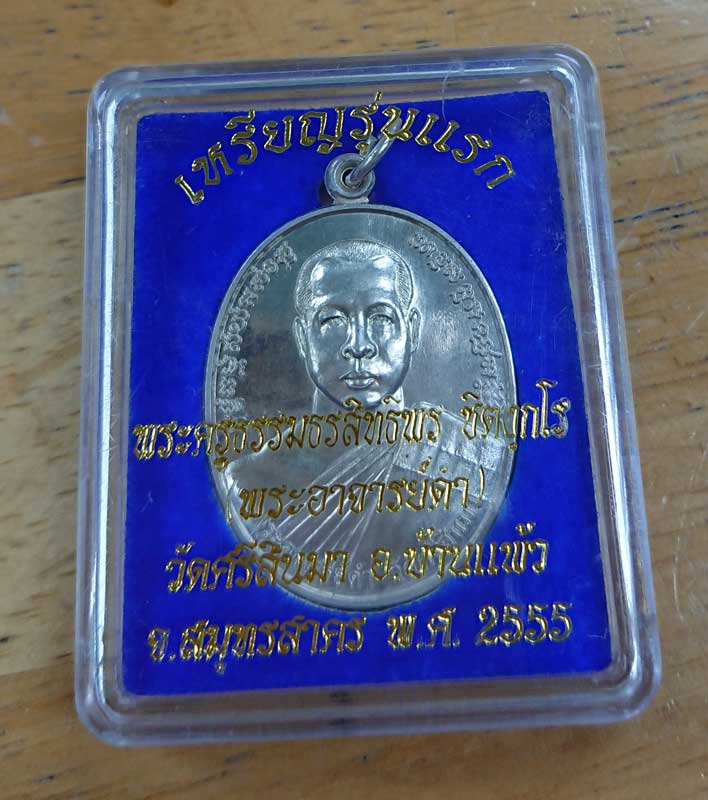 เหรียญรุ่นแรก
พระครูธรรมธรสิทธิพร ชิตงฺกโร
(พระอาจารย์ดำ)
วัดศรีสินมา อ.บ้านแพ้ว
จ.สมุทรสาคร พ.ศ. 2555